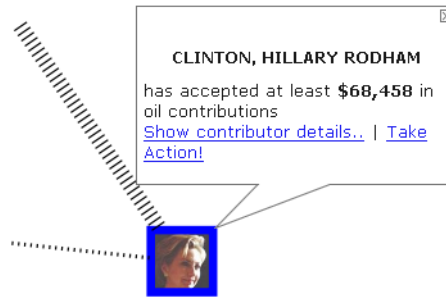 CLINTON, HILLARY RODHAM
has accepted at least $68,458 in
oil contributions
Show contributor details.. | Take
Action!